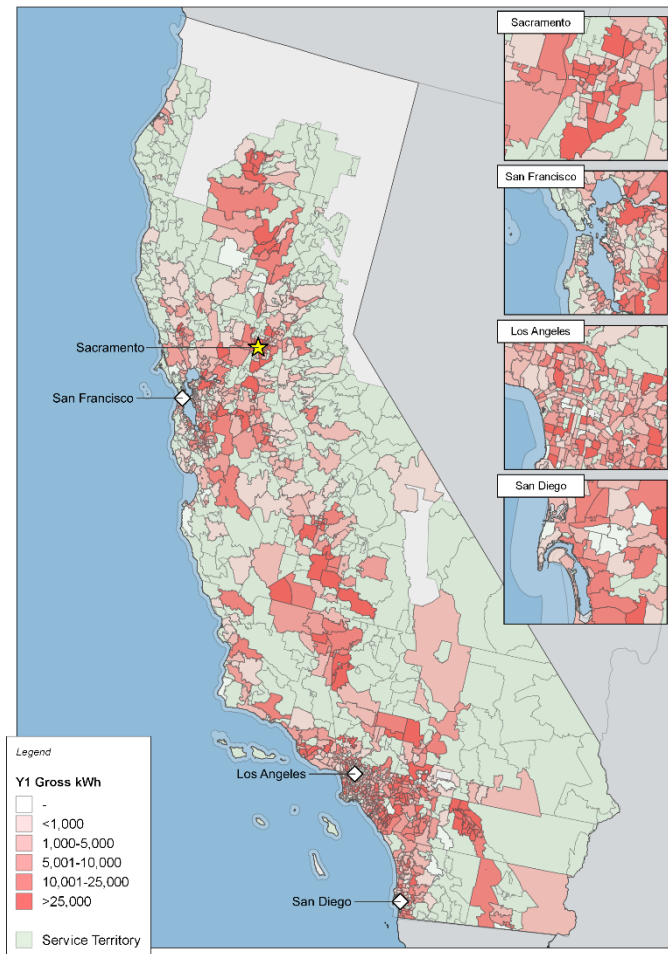 Sacramento
San Francisco
Los Angeles
San Diego
Sacramento
San Francisco
Los Angeles
San Diego
Legend
Y1 Gross kWh
-
<1,000
1,000-5,000
5,001-10,000
10,001-25,000
>25,000
Service Territory